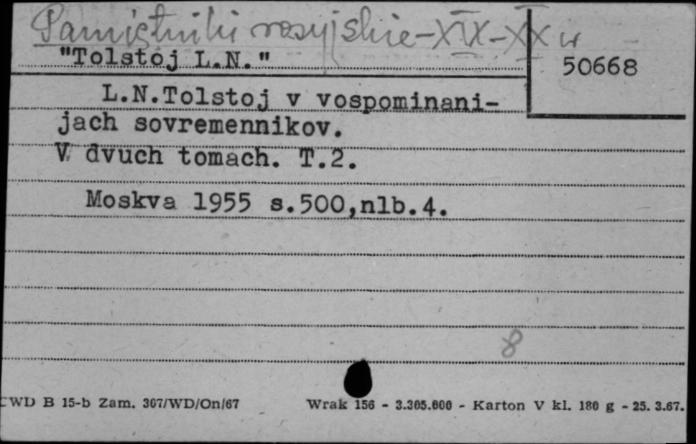 Pamiętniki rosyjskie-XIX-XX w
"Tolstoj L.N."
50668
L.N.Tolstoj v vospominani-
jach sovremennikov.
V dvuch tomach. T.2.
Moskva 1955 s.500,nlb.4.
8
CWD B 15-b Zam. 307/WD/On/67 Wrak 156 - 3.305.000 - Karton V kl. 180 g - 25. 3.67.